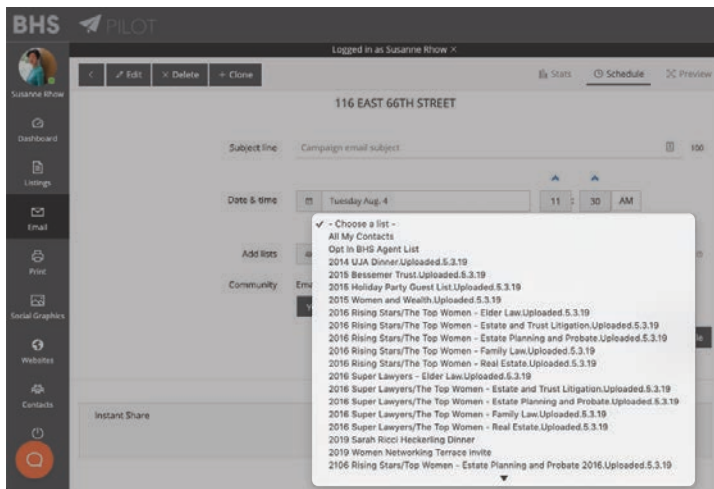 BHS PILOT
Logged in as Susanne Rhow ×
Edit × Delete + Clone Stats Schedule Preview
Susanne Rhow
116 EAST 66TH STREET
Dashboard
Subject line Campaign email subject 100
Listings
Date & time Tuesday Aug. 4 11 : 30 AM
Email
✓ - Choose a list -
All My Contacts
Add lists Opt In BHS Agent List
Print
2014 UJA Dinner.Uploaded.5.3.19
2015 Bessemer Trust.Uploaded.5.3.19
Community 2015 Holiday Party Guest List.Uploaded.5.3.19
2015 Women and Wealth.Uploaded.5.3.19
Social Graphics
2016 Rising Stars/The Top Women - Elder Law.Uploaded.5.3.19
2016 Rising Stars/The Top Women - Estate and Trust Litigation.Uploaded.5.3.19
2016 Rising Stars/The Top Women - Estate Planning and Probate.Uploaded.5.3.19
Websites
2016 Rising Stars/The Top Women - Family Law.Uploaded.5.3.19
2016 Rising Stars/The Top Women - Real Estate.Uploaded.5.3.19
2016 Super Lawyers - Elder Law.Uploaded.5.3.19
2016 Super Lawyers/The Top Women - Estate and Trust Litigation.Uploaded.5.3.19
Contacts
2016 Super Lawyers/The Top Women - Estate Planning and Probate.Uploaded.5.3.19
Instant Share 2016 Super Lawyers/The Top Women - Family Law.Uploaded.5.3.19
2016 Super Lawyers/The Top Women - Real Estate.Uploaded.5.3.19
2019 Sarah Ricci Heckerling Dinner
2019 Women Networking Terrace invite
2106 Rising Stars/Top Women - Estate Planning and Probate 2016.Uploaded.5.3.19